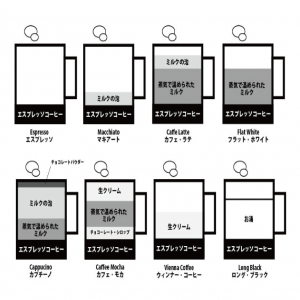 エスプレッソコーヒー
Espresso
エスプレッソ
ミルクの泡
エスプレッソコーヒー
Macchiato
マキアート
ミルクの泡
蒸気で温められた
ミルク
エスプレッソコーヒー
Caffe Latte
カフェ・ラテ
蒸気で温められた
ミルク
エスプレッソコーヒー
Flat White
フラット・ホワイト
チョコレートパウダー
ミルクの泡
蒸気で温められた
ミルク
エスプレッソコーヒー
Cappucino
カプチーノ
生クリーム
蒸気で温められた
ミルク
チョコレート・シロップ
エスプレッソコーヒー
Coffee Mocha
カフェ・モカ
生クリーム
エスプレッソコーヒー
Vienna Coffee
ウィンナー・コーヒー
お湯
エスプレッソコーヒー
Long Black
ロング・ブラック